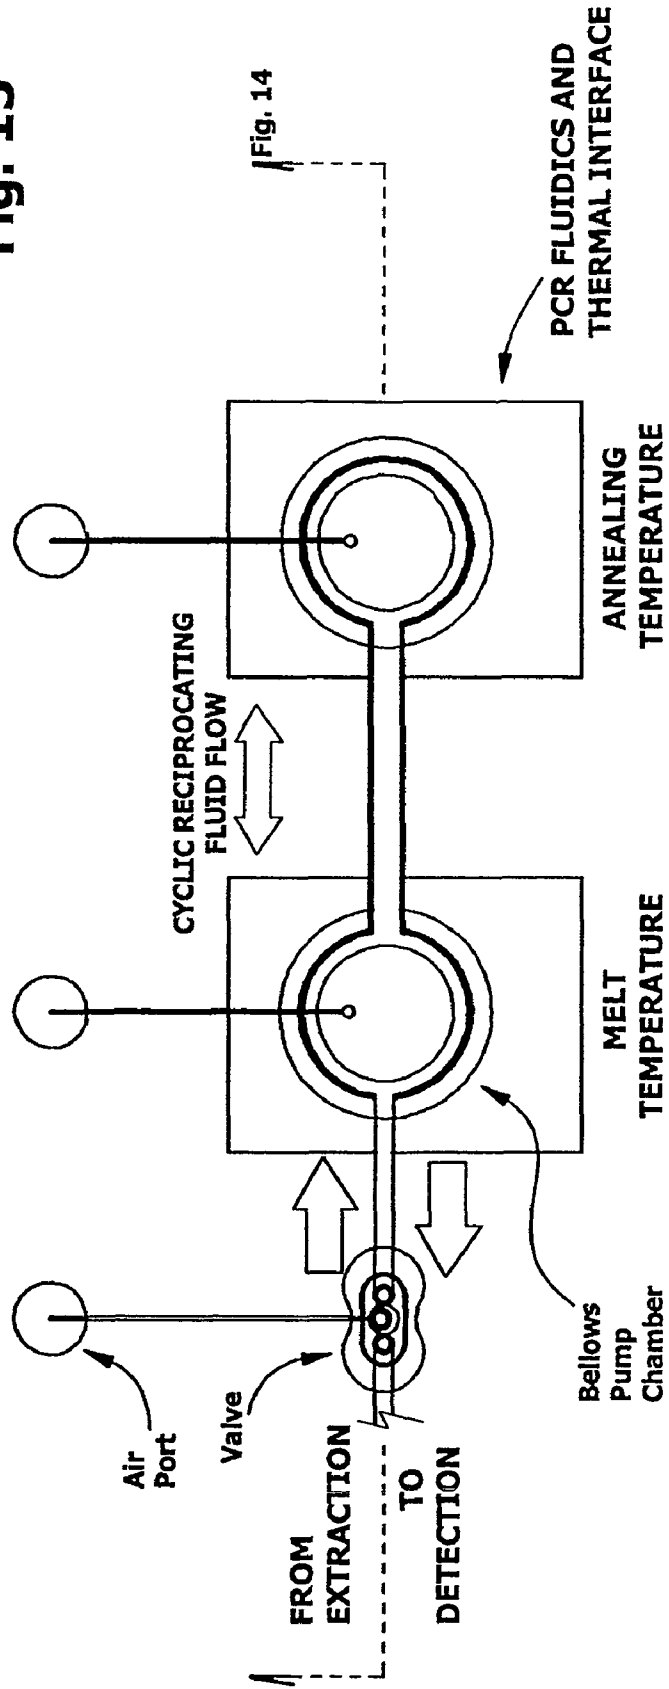 Fig. 13
Fig. 14
CYCLIC RECIPROCATING
FLUID FLOW
Air
Port
Valve
FROM
EXTRACTION
TO
DETECTION
Bellows
Pump
Chamber
MELT
TEMPERATURE
ANNEALING
TEMPERATURE
PCR FLUIDICS AND
THERMAL INTERFACE